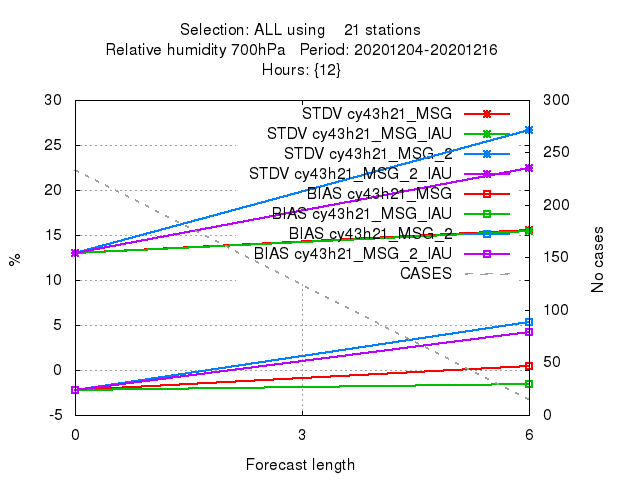 Selection: ALL using 21 stations
Relative humidity 700hPa Period: 20201204-20201216
Hours: {12}
STDV cy43h21_MSG
STDV cy43h21_MSG_IAU
STDV cy43h21_MSG_2
STDV cy43h21_MSG_2_IAU
BIAS cy43h21_MSG
BIAS cy43h21_MSG_IAU
BIAS cy43h21_MSG_2
BIAS cy43h21_MSG_2_IAU
CASES
30
25
20
15
10
5
0
-5
%
300
250
200
150
100
50
0
No cases
0 3 6
Forecast length